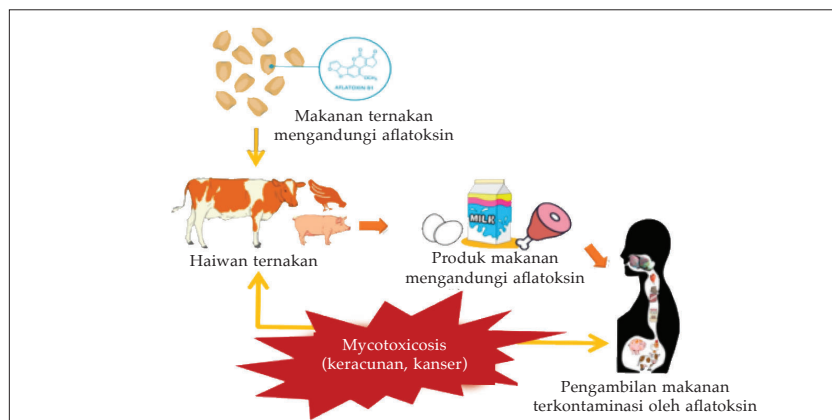 AFLATOKSIN B1
Makanan ternakan
mengandungi aflatoksin
Haiwan ternakan
MILK
Produk makanan
mengandungi aflatoksin
Mycotoxicosis
(keracunan, kanser)
Pengambilan makanan
terkontaminasi oleh aflatoksin